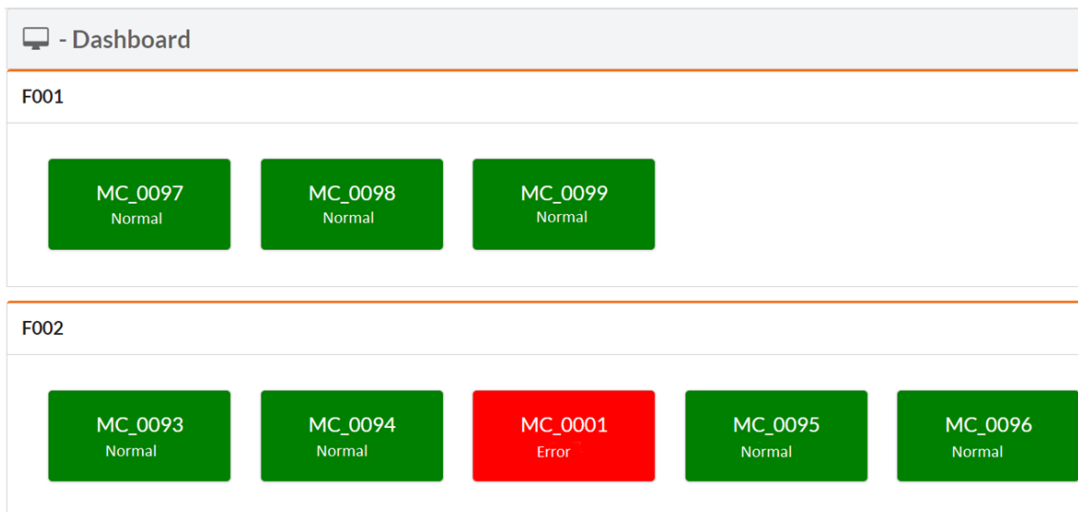 - Dashboard
F001
MC_0097 MC_0098 MC_0099
Normal Normal Normal
F002
MC_0093 MC_0094 MC_0001 MC_0095 MC_0096
Normal Normal Error Normal Normal